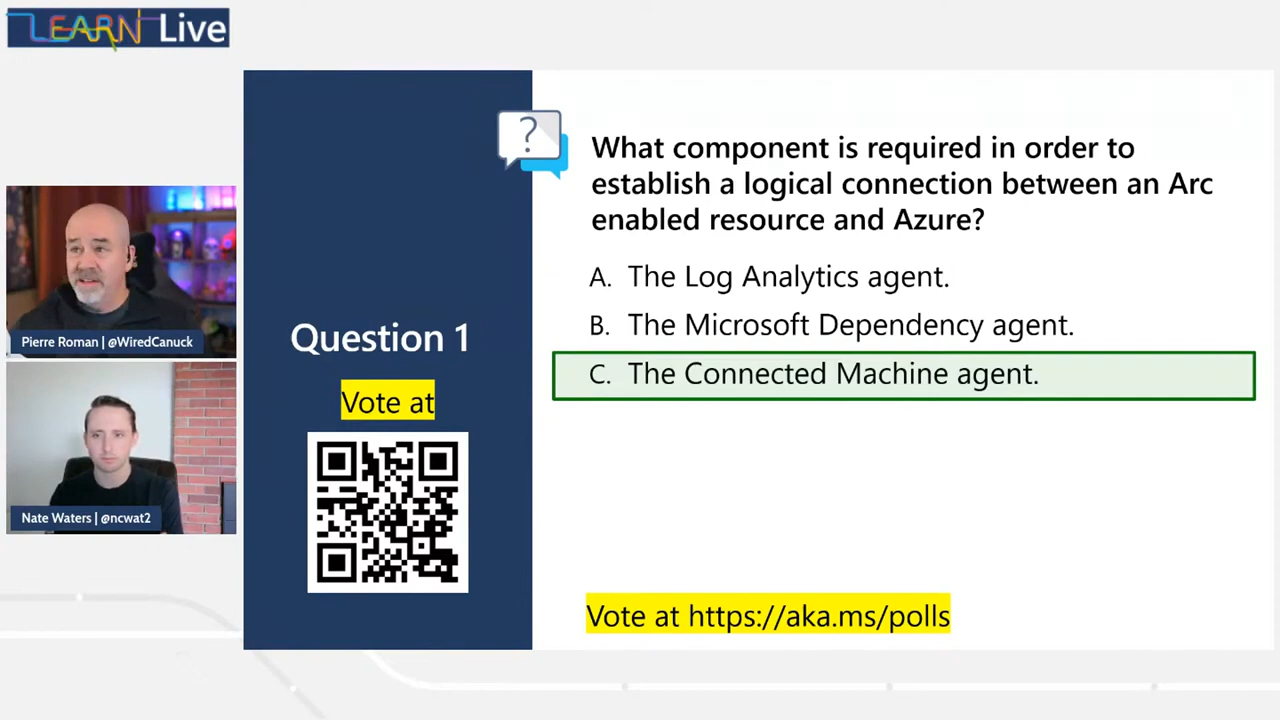 LEARN Live
What component is required in order to
establish a logical connection between an Arc
enabled resource and Azure?
A. The Log Analytics agent.
B. The Microsoft Dependency agent.
C. The Connected Machine agent.
Question 1
Vote at
Vote at https://aka.ms/polls
Pierre Roman | @WiredCanuck
Nate Waters | @ncwat2